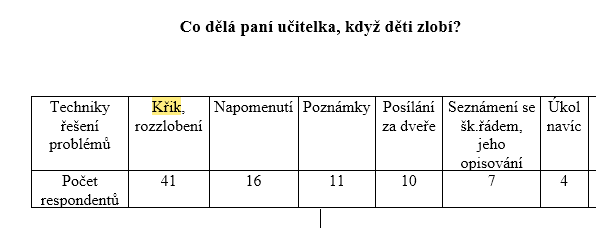 Co dělá paní učitelka, když děti zlobí?
Techniky řešení problémů
Křik, rozzlobení
Napomenutí
Poznámky
Posílání za dveře
Seznámení se šk.řádem, jeho opisování
Úkol navíc
Počet respondentů
41
16
11
10
7
4